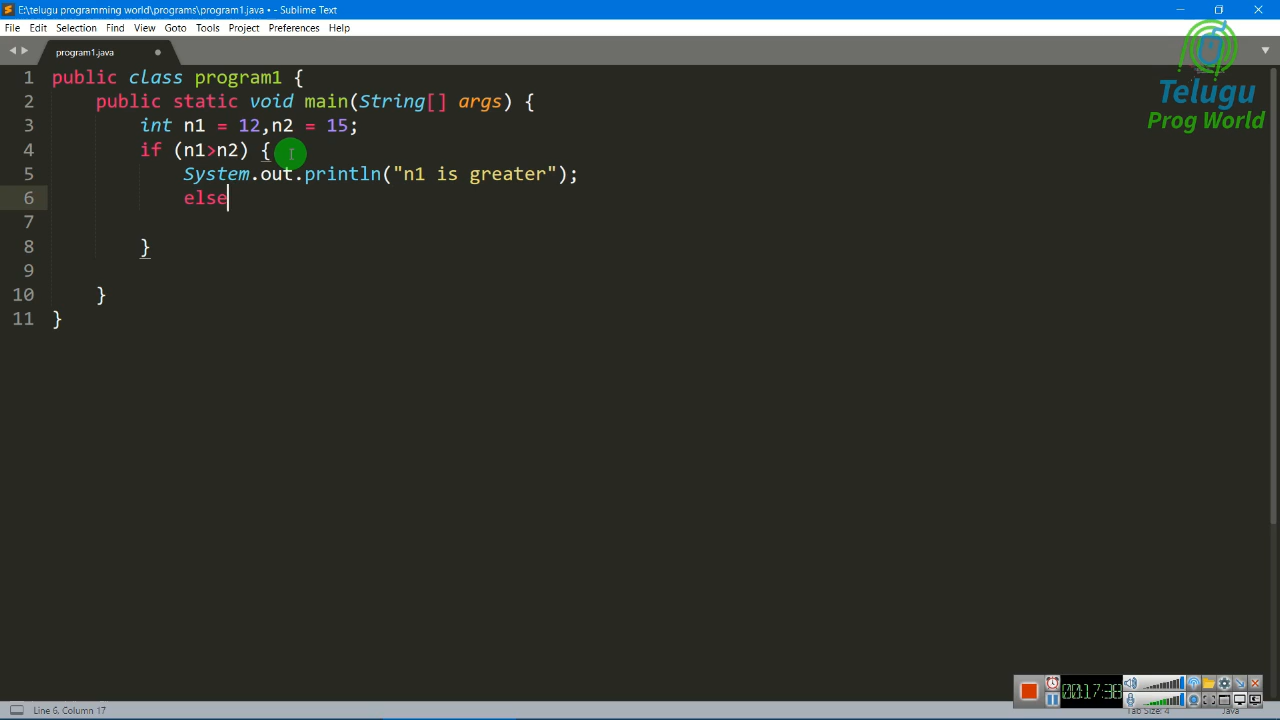 E:\telugu programming world\programs\program1.java • - Sublime Text
File Edit Selection Find View Goto Tools Project Preferences Help
program1.java
1 public class program1 {
2 public static void main(String[] args) {
3 int n1 = 12,n2 = 15;
4 if (n1>n2) {
5 System.out.println("n1 is greater");
6 else
7
8 }
9
10 }
11 }
Telugu
Prog World
00:17:38
Line 6, Column 17
Tab Size: 4
Java